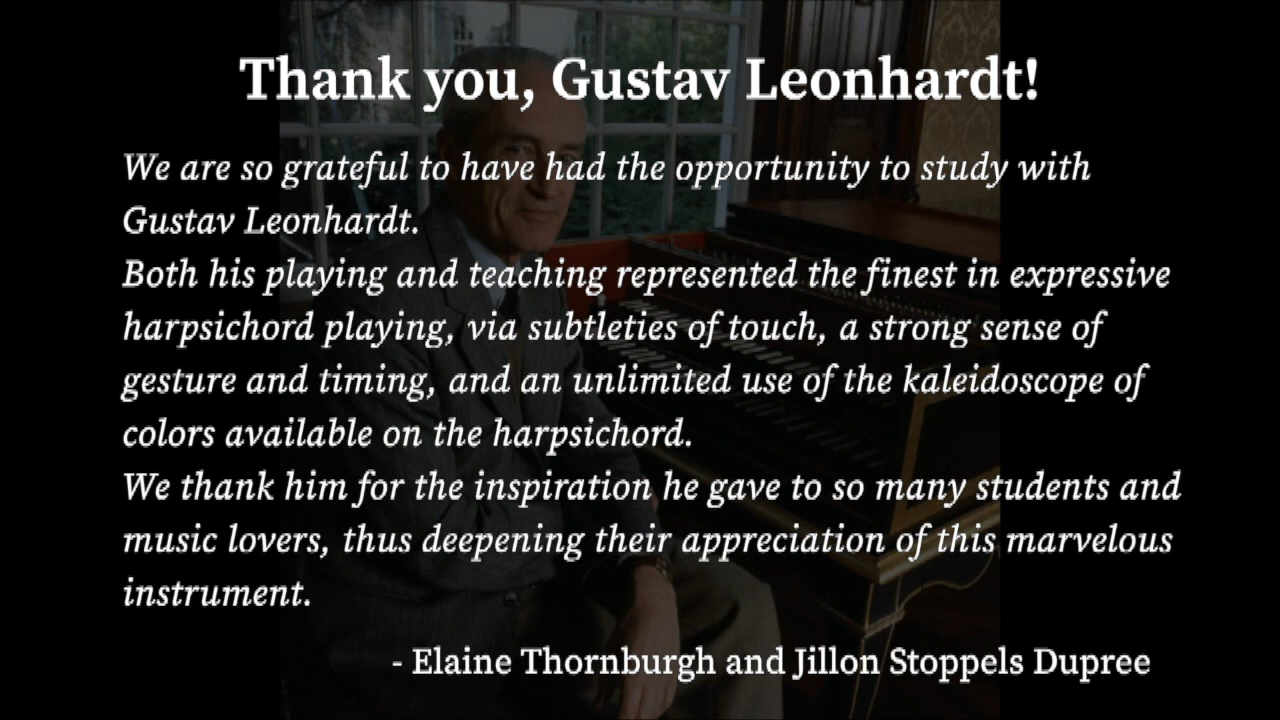 Thank you, Gustav Leonhardt!
We are so grateful to have had the opportunity to study with
Gustav Leonhardt.
Both his playing and teaching represented the finest in expressive
harpsichord playing, via subtleties of touch, a strong sense of
gesture and timing, and an unlimited use of the kaleidoscope of
colors available on the harpsichord.
We thank him for the inspiration he gave to so many students and
music lovers, thus deepening their appreciation of this marvelous
instrument.
- Elaine Thornburgh and Jillon Stoppels Dupree